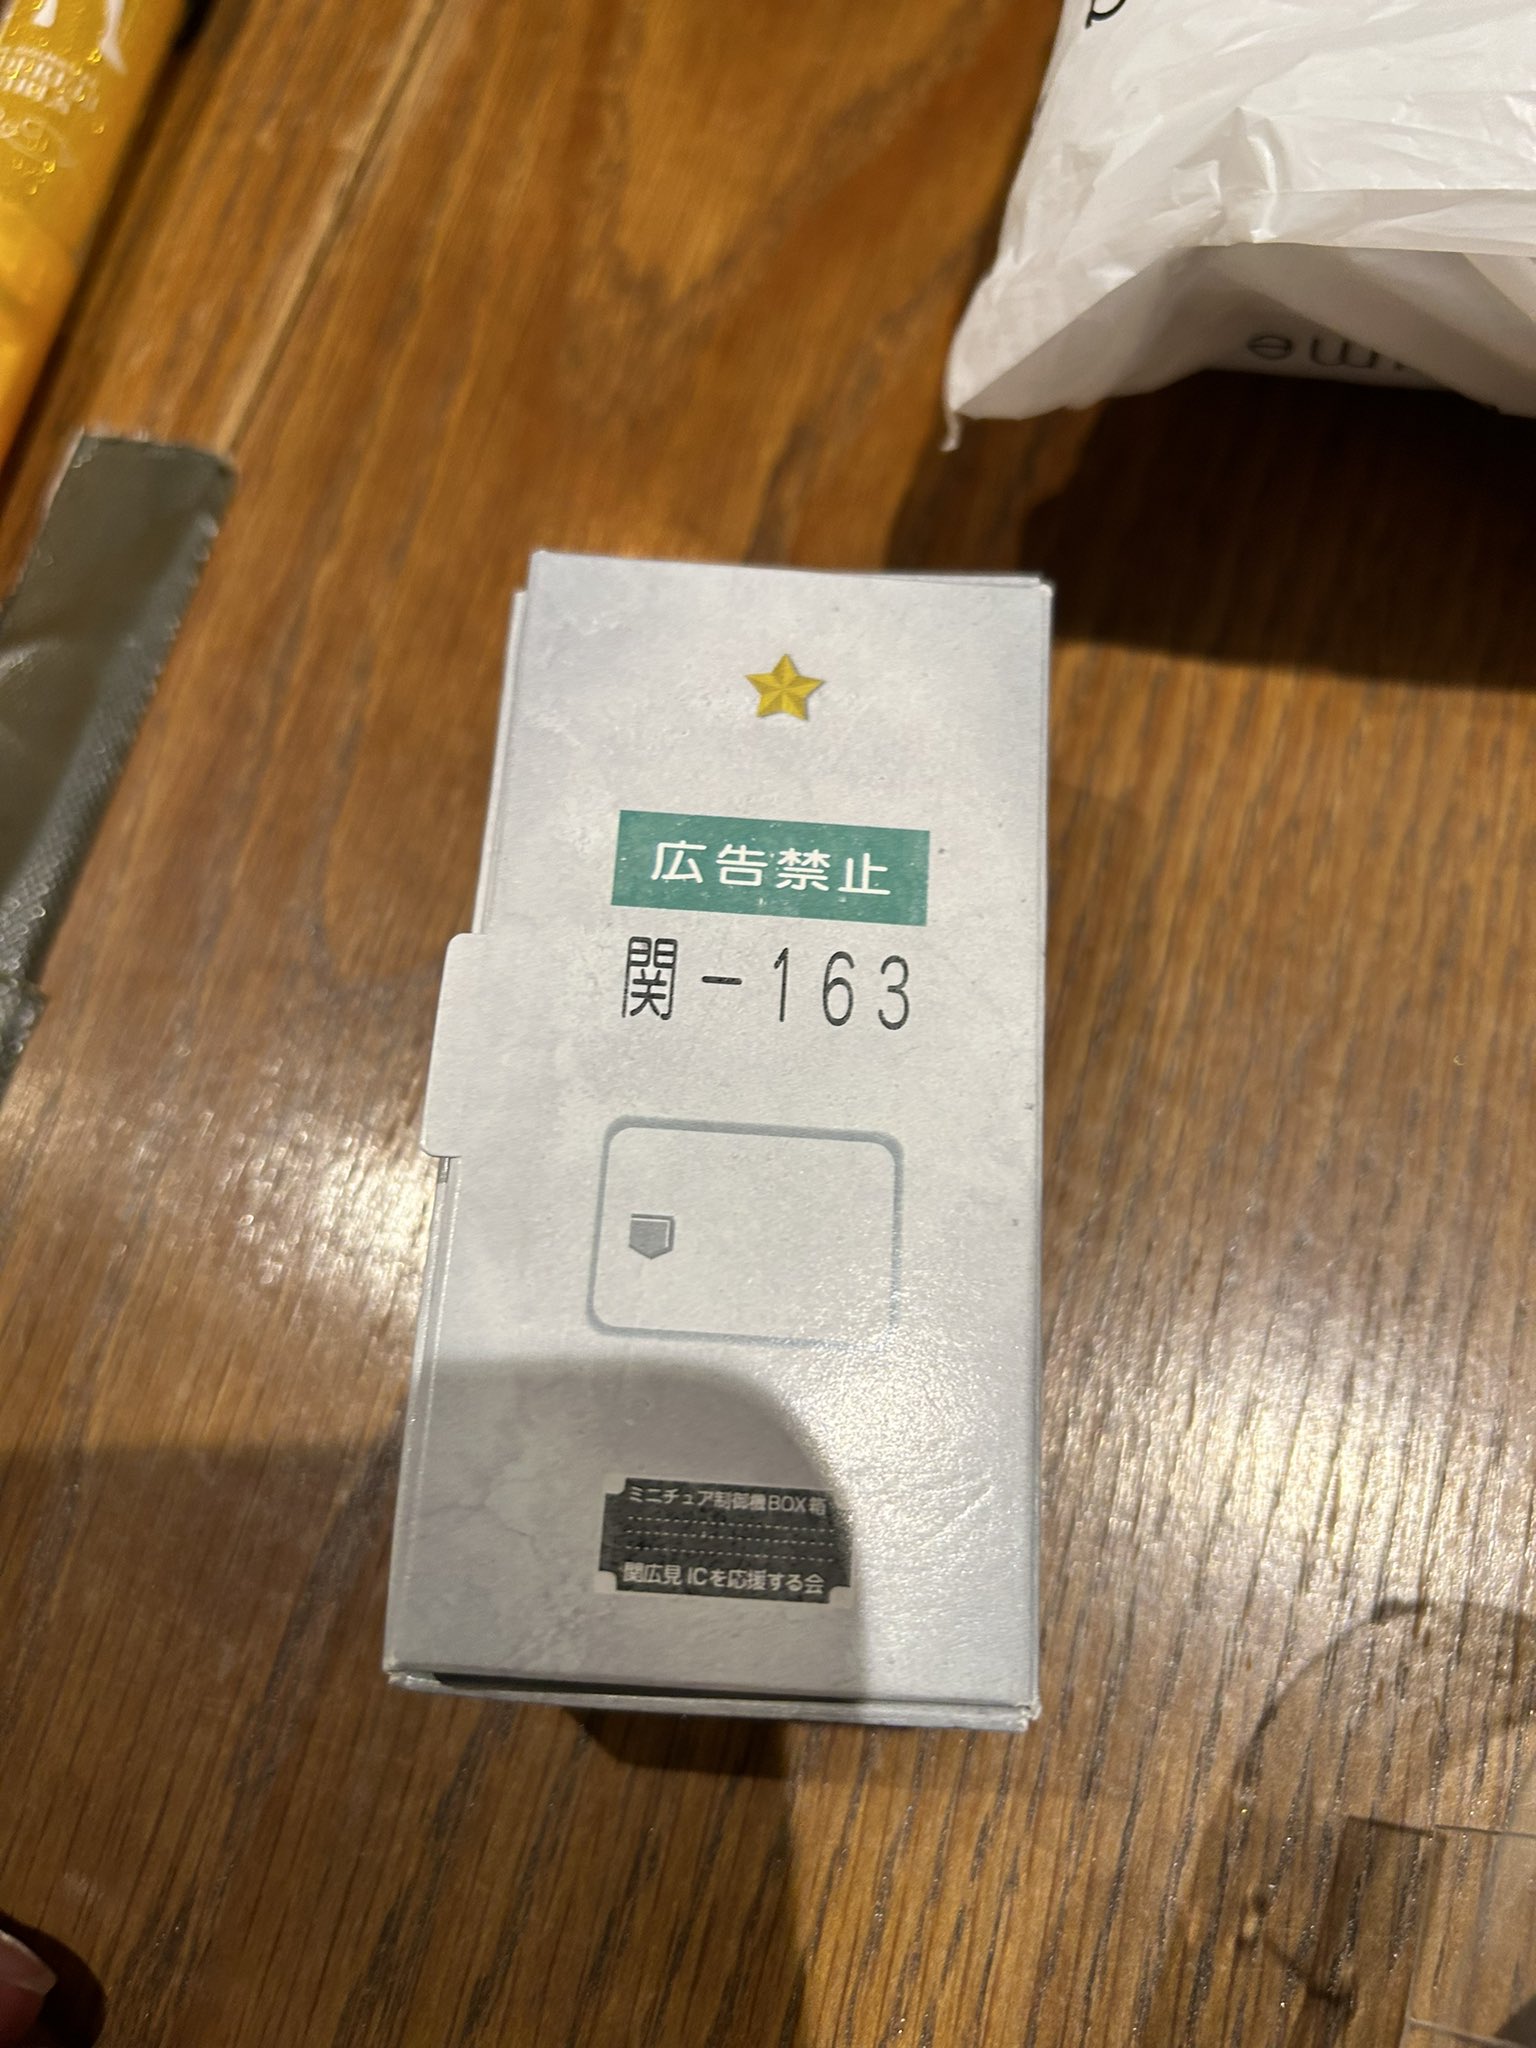 広告禁止
関-163
ミニチュア制御機BOX箱
関広見ICを応援する会